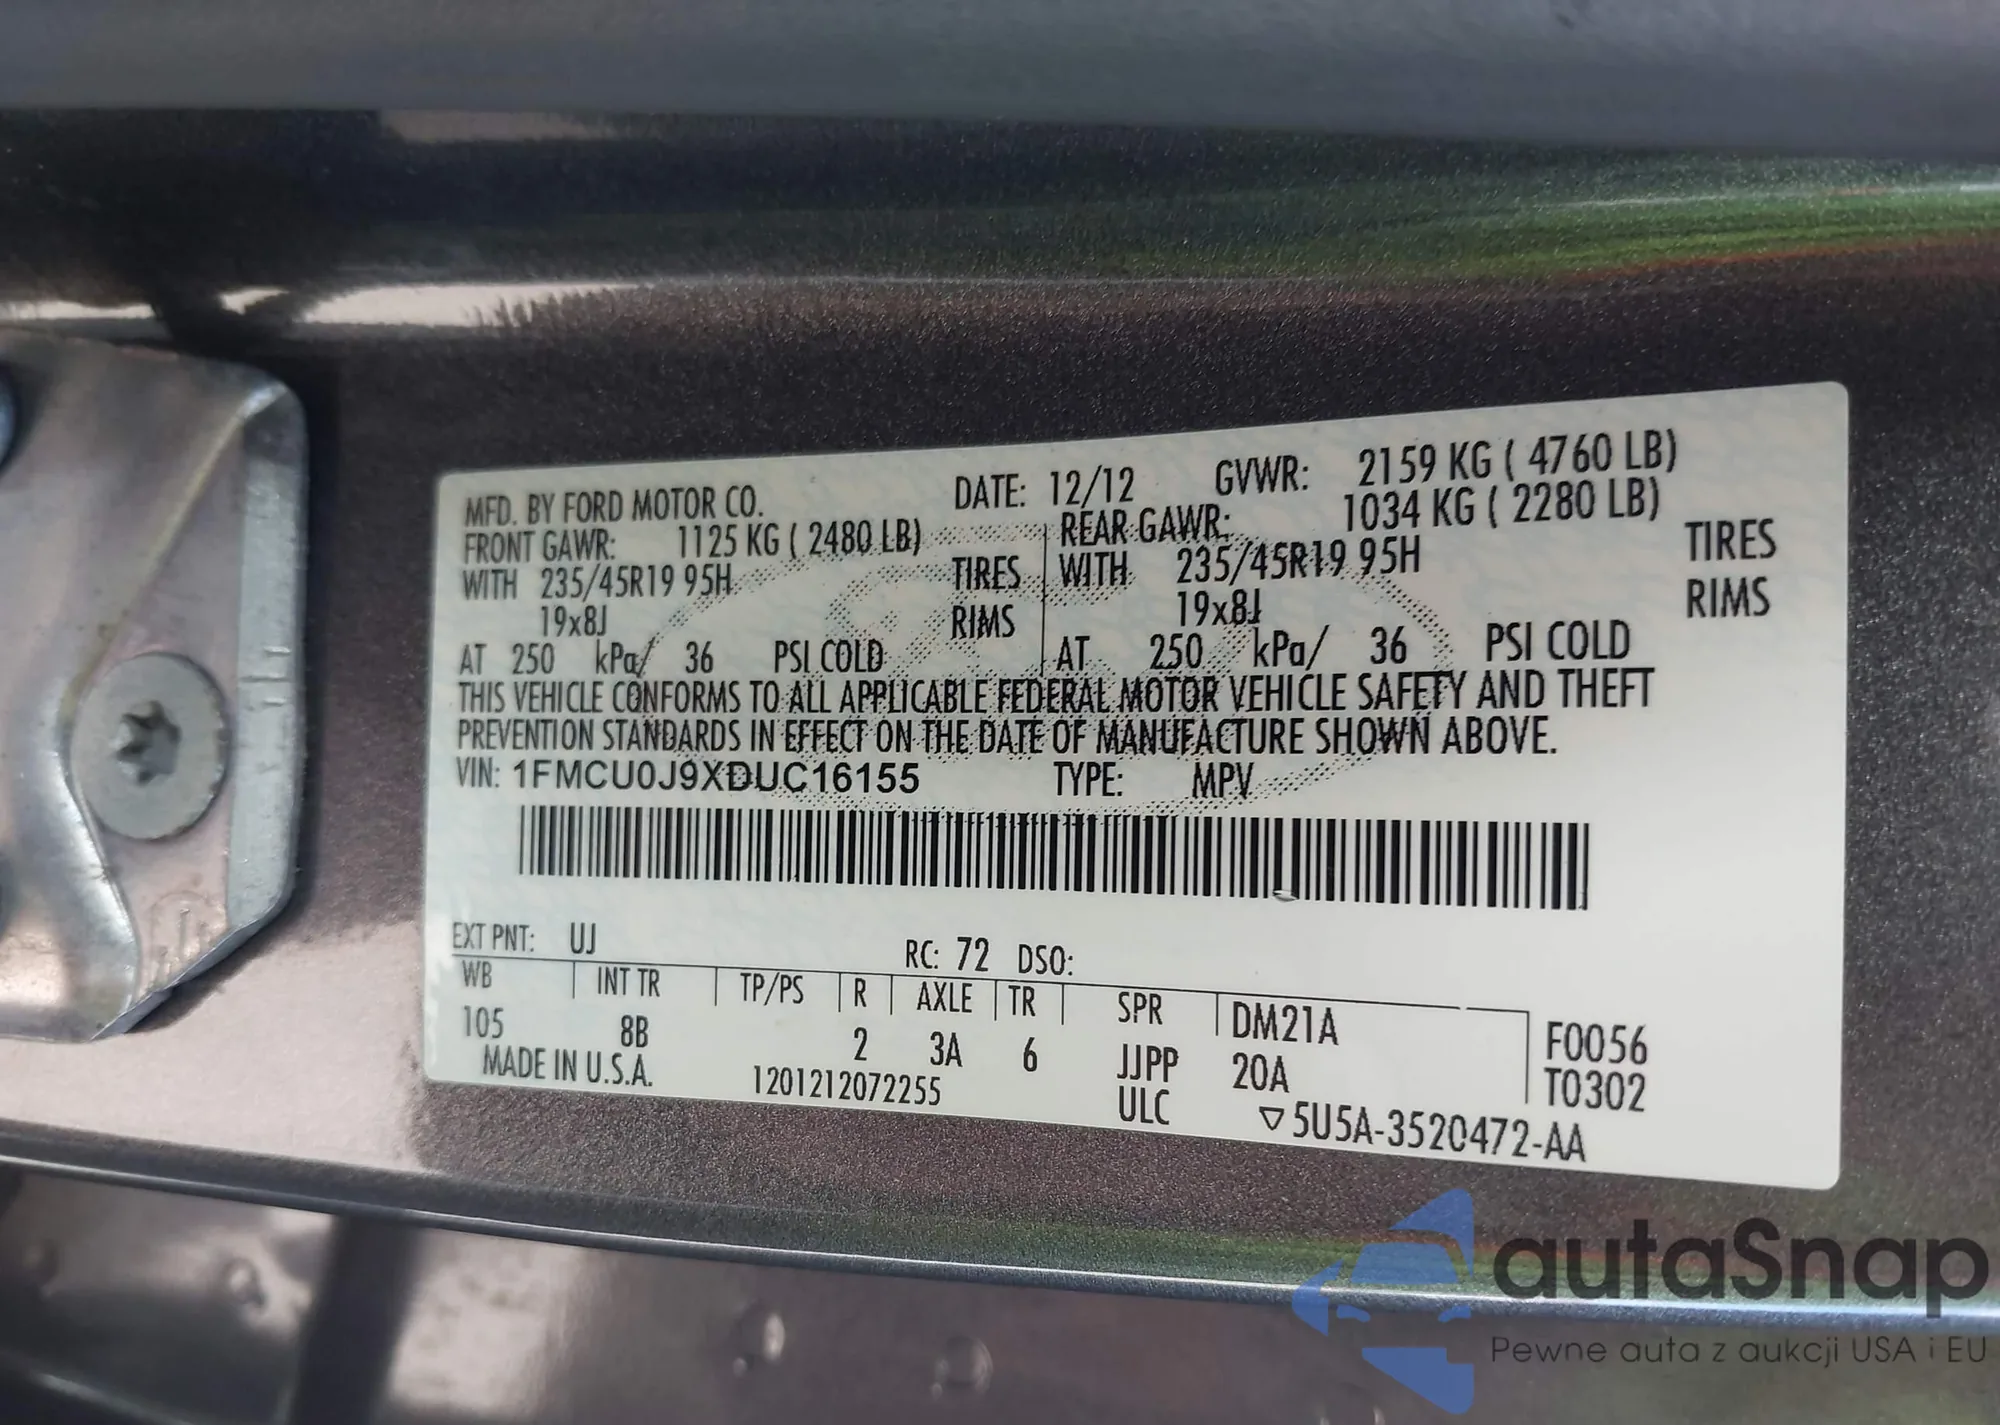 MFD. BY FORD MOTOR CO. DATE: 12/12 GVWR: 2159 KG ( 4760 LB)
FRONT GAWR: 1125 KG ( 2480 LB) REAR GAWR: 1034 KG ( 2280 LB)
WITH 235/45R19 95H TIRES WITH 235/45R19 95H TIRES
19x8J RIMS 19x8J RIMS
AT 250 kPa/ 36 PSI COLD AT 250 kPa/ 36 PSI COLD
THIS VEHICLE CONFORMS TO ALL APPLICABLE FEDERAL MOTOR VEHICLE SAFETY AND THEFT
PREVENTION STANDARDS IN EFFECT ON THE DATE OF MANUFACTURE SHOWN ABOVE.
VIN: 1FMCU0J9XDUC16155 TYPE: MPV
EXT PNT: UJ RC: 72 DSO:
WB INT TR TP/PS R AXLE TR SPR DM21A F0056
105 8B 2 3A 6 JJPP 20A T0302
MADE IN U.S.A. 1201212072255 ULC ▽5U5A-3520472-AA
autaSnap
Pewne auta z aukcji USA i EU